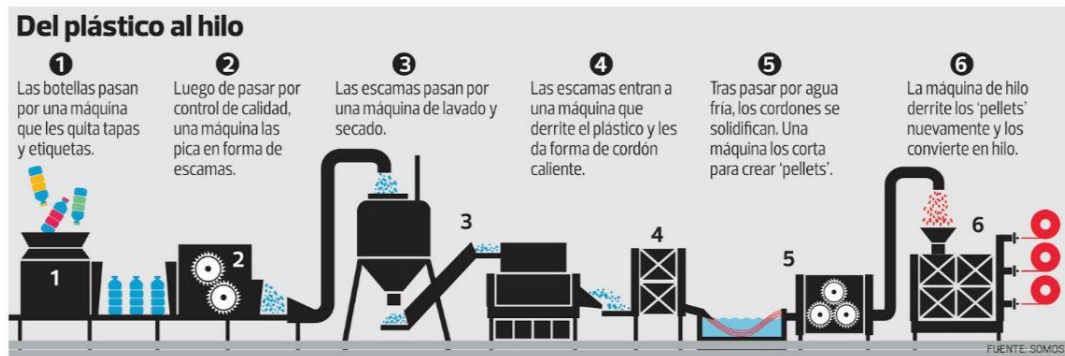 Del plástico al hilo
1
Las botellas pasan
por una máquina
que les quita tapas
y etiquetas.
2
Luego de pasar por
control de calidad,
una máquina las
pica en forma de
escamas.
3
Las escamas pasan por
una máquina de lavado y
secado.
4
Las escamas entran a
una máquina que
derrite el plástico y les
da forma de cordón
caliente.
5
Tras pasar por agua
fría, los cordones se
solidifican. Una
máquina los corta
para crear ‘pellets’.
6
La máquina de hilo
derrite los ‘pellets’
nuevamente y los
convierte en hilo.
1
2
3
4
5
6
FUENTE: SOMOS